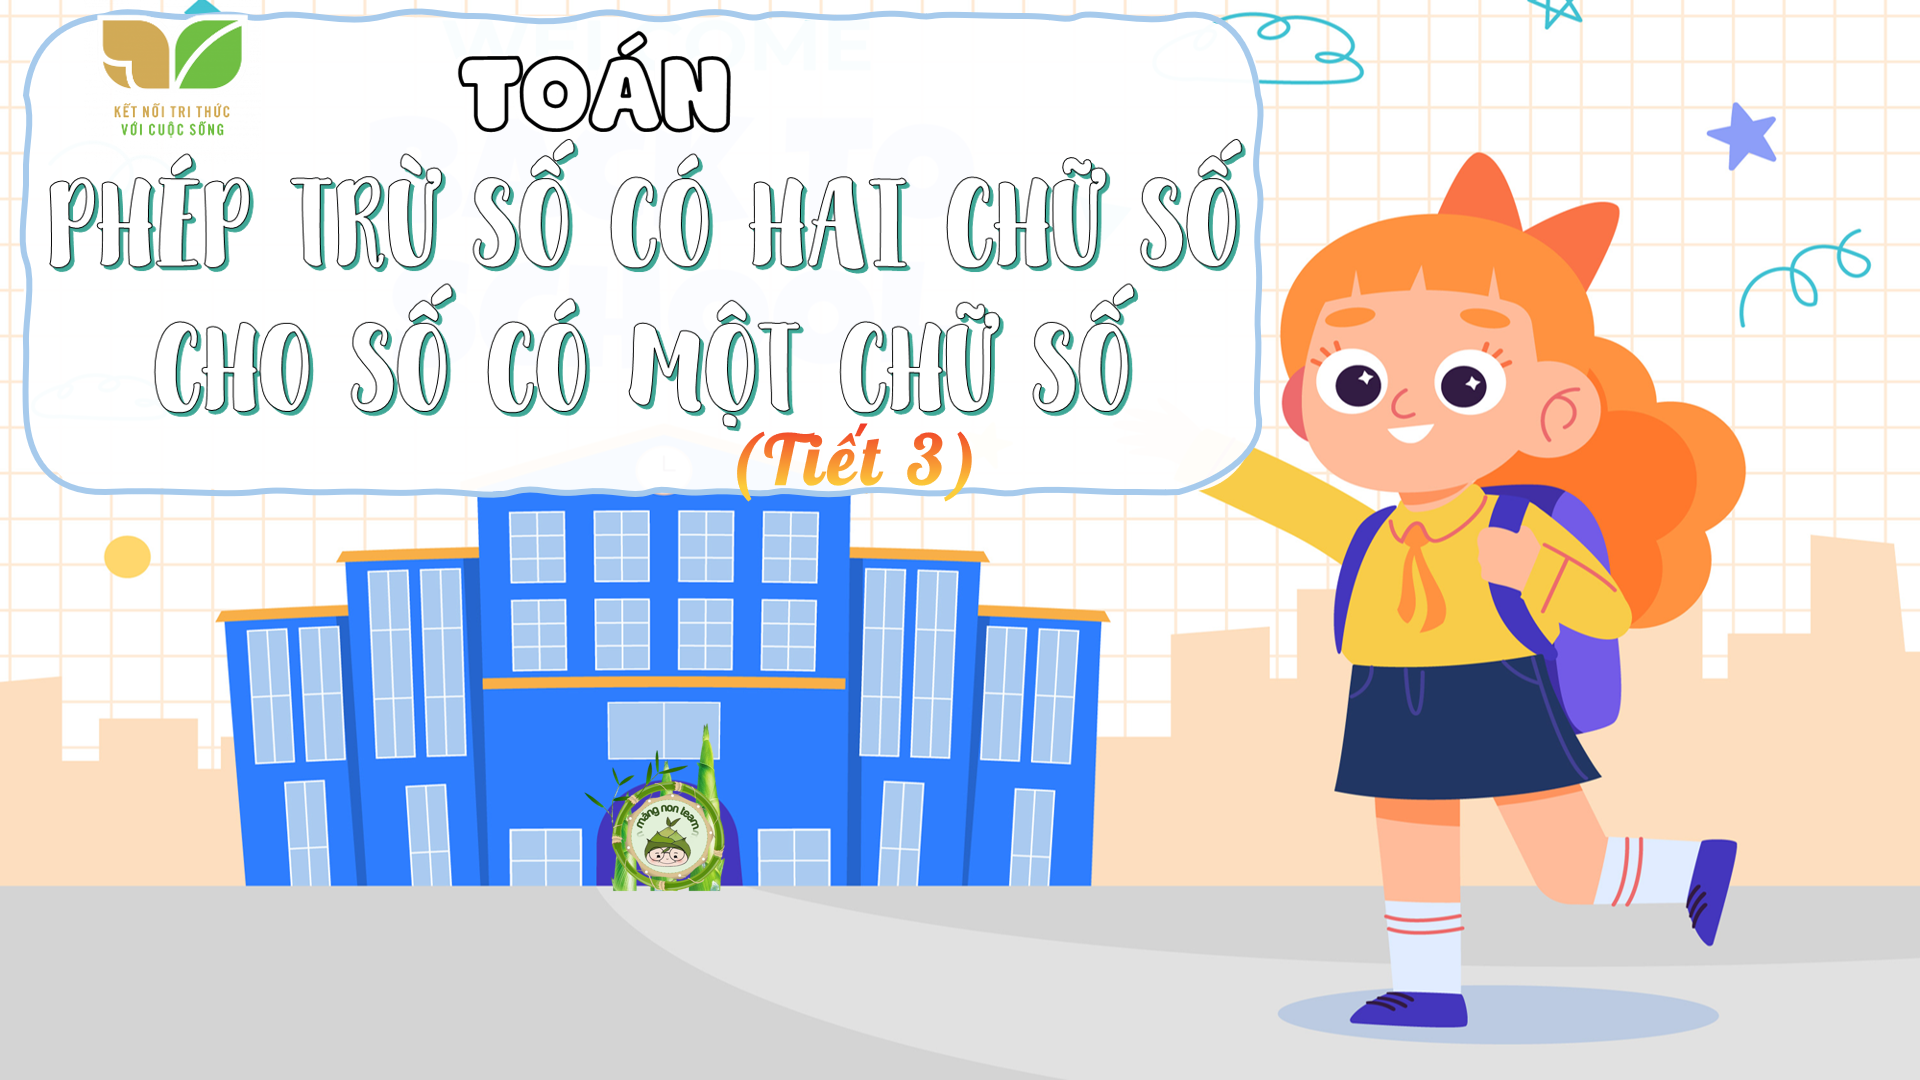 KẾT NỐI TRI THỨC
VỚI CUỘC SỐNG
TOÁN
PHÉP TRỪ SỐ CÓ HAI CHỮ SỐ
CHO SỐ CÓ MỘT CHỮ SỐ
(Tiết 3)
măng non team